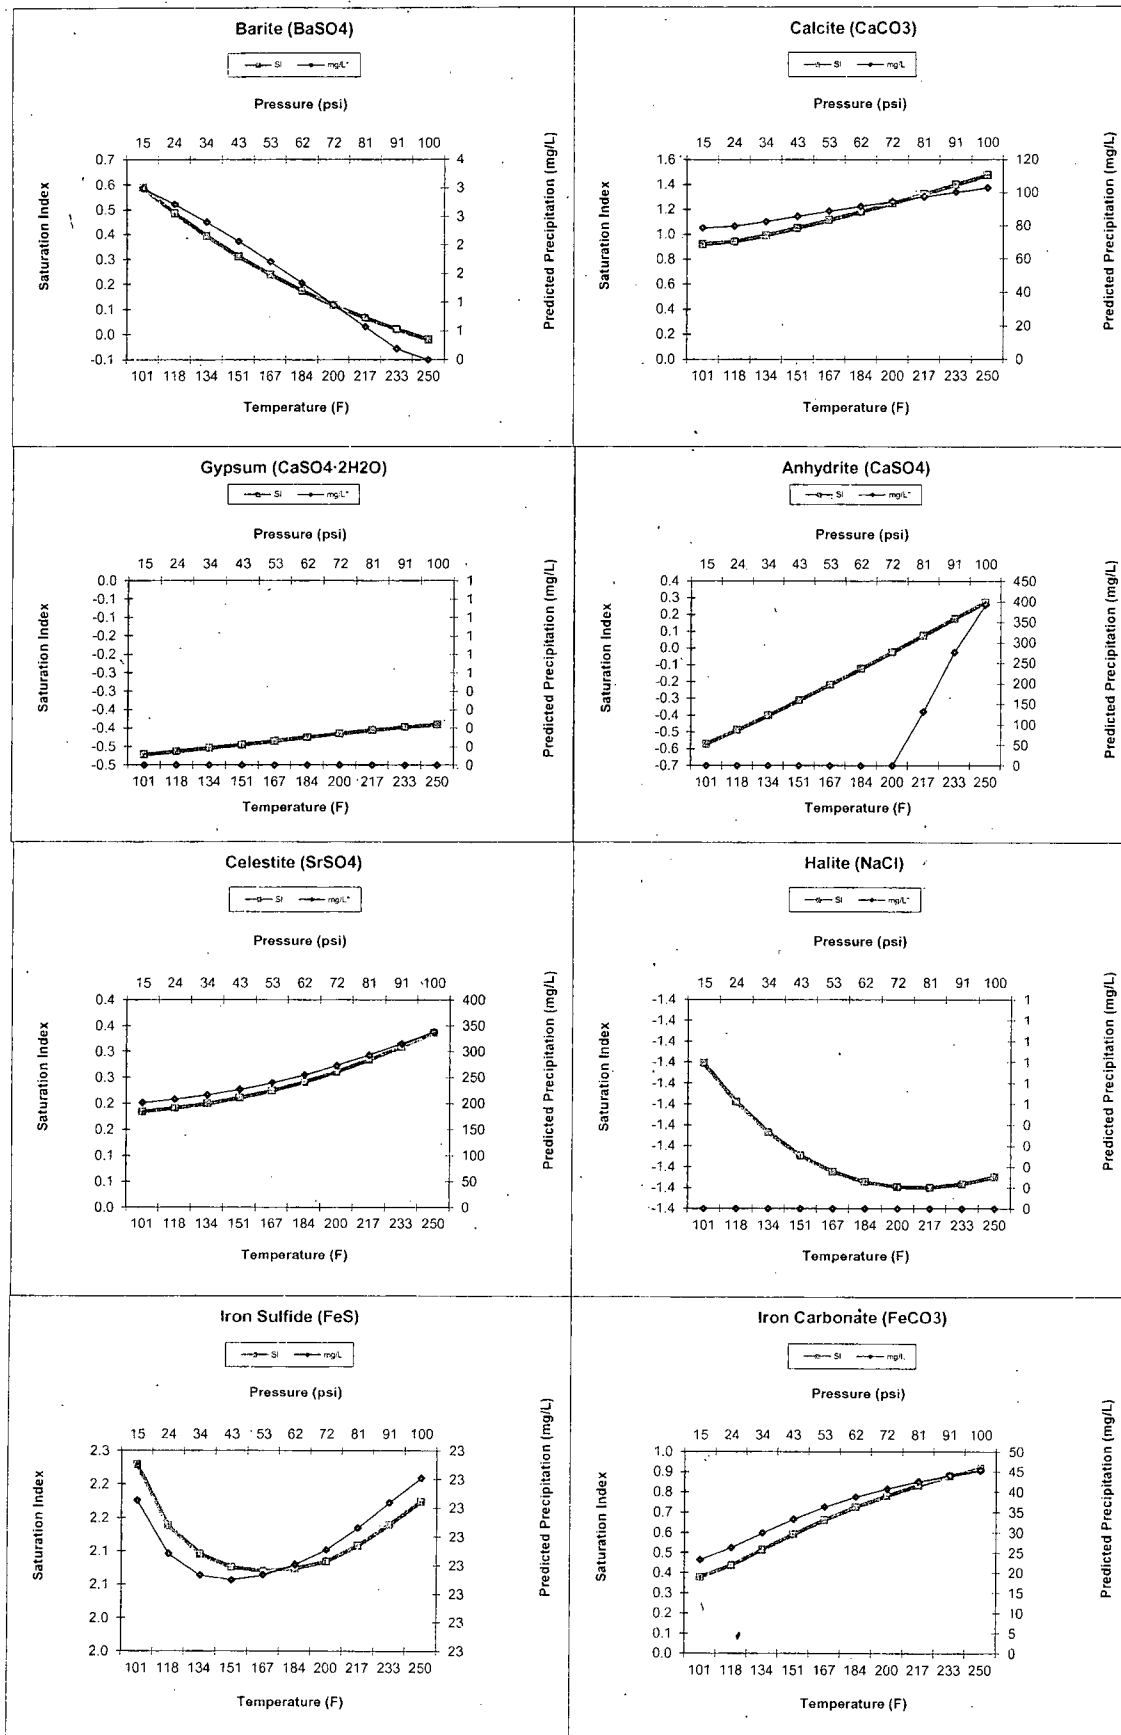 Barite (BaSO4)
SI mg/L*
Pressure (psi)
15 24 34 43 53 62 72 81 91 100
Saturation Index
0.7
0.6
0.5
0.4
0.3
0.2
0.1
0.0
-0.1
4
3
3
2
2
1
1
0
Predicted Precipitation (mg/L)
101 118 134 151 167 184 200 217 233 250
Temperature (F)
Calcite (CaCO3)
SI mg/L
Pressure (psi)
15 24 34 43 53 62 72 81 91 100
Saturation Index
1.6
1.4
1.2
1.0
0.8
0.6
0.4
0.2
0.0
120
100
80
60
40
20
0
Predicted Precipitation (mg/L)
101 118 134 151 167 184 200 217 233 250
Temperature (F)
Gypsum (CaSO4·2H2O)
SI mg/L*
Pressure (psi)
15 24 34 43 53 62 72 81 91 100
Saturation Index
0.0
-0.1
-0.1
-0.2
-0.2
-0.3
-0.3
-0.4
-0.4
-0.5
-0.5
1
1
1
1
1
1
0
0
0
0
0
Predicted Precipitation (mg/L)
101 118 134 151 167 184 200 217 233 250
Temperature (F)
Anhydrite (CaSO4)
SI mg/L*
Pressure (psi)
15 24 34 43 53 62 72 81 91 100
Saturation Index
0.4
0.3
0.2
0.1
0.0
-0.1
-0.2
-0.3
-0.4
-0.5
-0.6
-0.7
450
400
350
300
250
200
150
100
50
0
Predicted Precipitation (mg/L)
101 118 134 151 167 184 200 217 233 250
Temperature (F)
Celestite (SrSO4)
SI mg/L*
Pressure (psi)
15 24 34 43 53 62 72 81 91 100
Saturation Index
0.4
0.4
0.3
0.3
0.2
0.2
0.1
0.1
0.0
400
350
300
250
200
150
100
50
0
Predicted Precipitation (mg/L)
101 118 134 151 167 184 200 217 233 250
Temperature (F)
Halite (NaCl)
SI mg/L*
Pressure (psi)
15 24 34 43 53 62 72 81 91 100
Saturation Index
-1.4
-1.4
-1.4
-1.4
-1.4
-1.4
-1.4
-1.4
-1.4
-1.4
-1.4
1
1
1
1
1
1
0
0
0
0
0
Predicted Precipitation (mg/L)
101 118 134 151 167 184 200 217 233 250
Temperature (F)
Iron Sulfide (FeS)
SI mg/L
Pressure (psi)
15 24 34 43 53 62 72 81 91 100
Saturation Index
2.3
2.2
2.2
2.1
2.1
2.0
2.0
23
23
23
23
23
23
23
23
Predicted Precipitation (mg/L)
101 118 134 151 167 184 200 217 233 250
Temperature (F)
Iron Carbonate (FeCO3)
SI mg/L
Pressure (psi)
15 24 34 43 53 62 72 81 91 100
Saturation Index
1.0
0.9
0.8
0.7
0.6
0.5
0.4
0.3
0.2
0.1
0.0
50
45
40
35
30
25
20
15
10
5
0
Predicted Precipitation (mg/L)
101 118 134 151 167 184 200 217 233 250
Temperature (F)